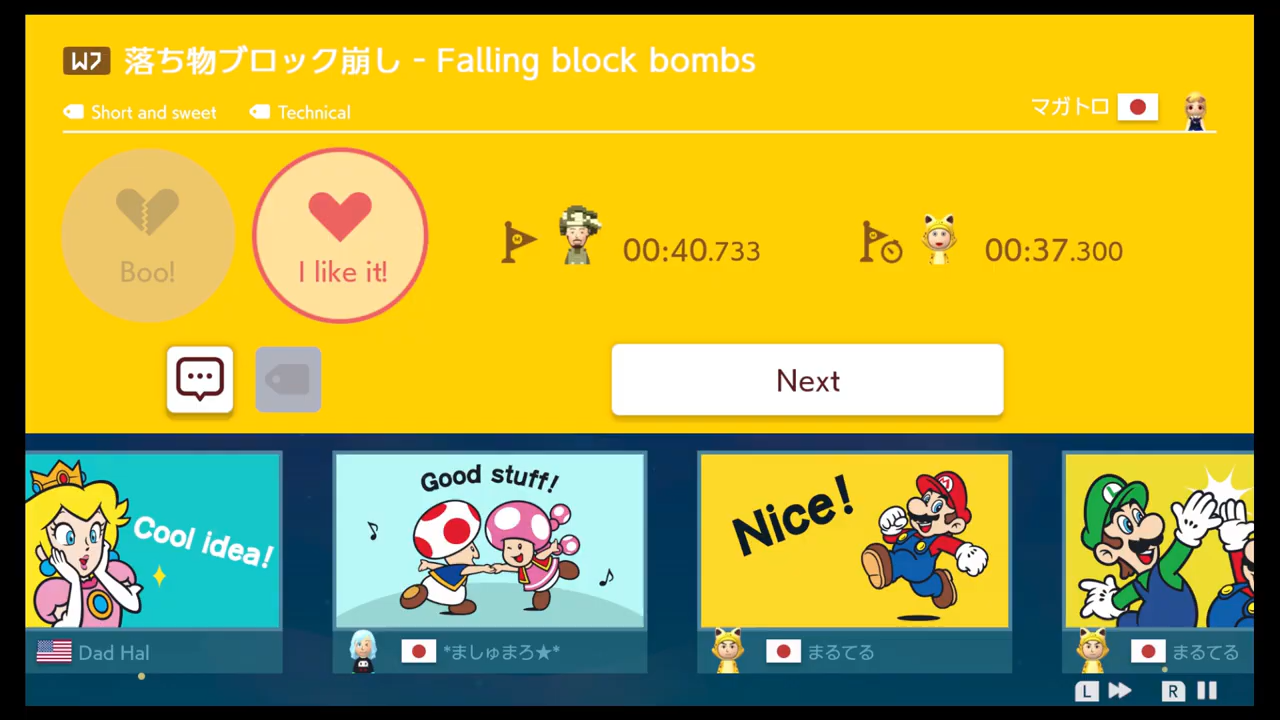 落ち物ブロック崩し - Falling block bombs
Short and sweet
Technical
マガトロ
Boo!
I like it!
M
00:40.733
M
00:37.300
Next
Cool idea!
Good stuff!
Nice!
Dad Hal
*ましゅまろ★*
まるてる
まるてる
L
R